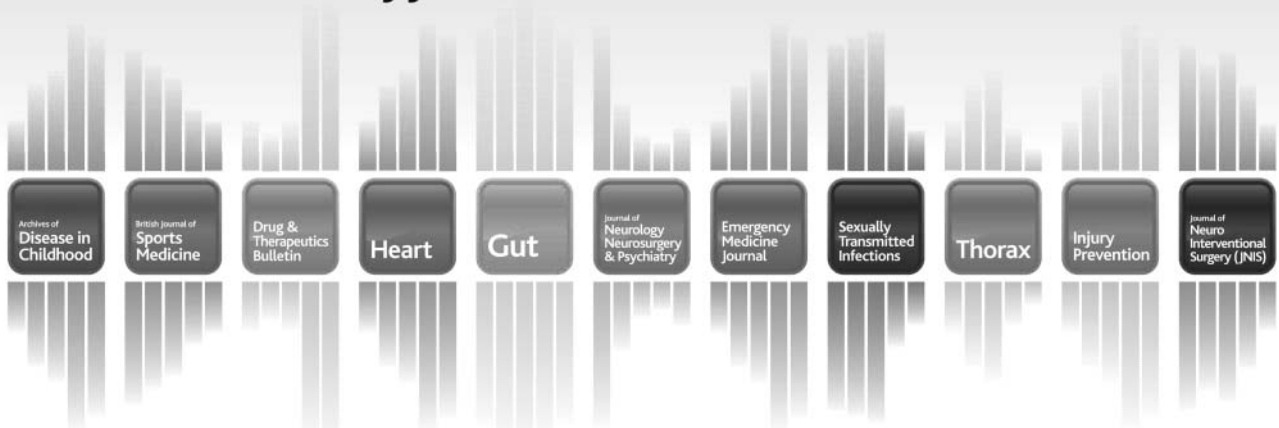 Archives of
Disease in
Childhood
British Journal of
Sports
Medicine
Drug &
Therapeutics
Bulletin
Heart
Gut
Journal of
Neurology
Neurosurgery
& Psychiatry
Emergency
Medicine
Journal
Sexually
Transmitted
Infections
Thorax
Injury
Prevention
Journal of
Neuro
Interventional
Surgery (JNIS)